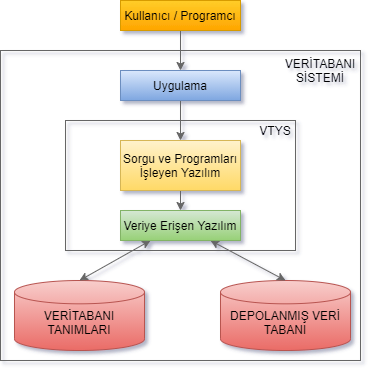 Kullanıcı / Programcı
VERİTABANI
SİSTEMİ
Uygulama
VTYS
Sorgu ve Programları
İşleyen Yazılım
Veriye Erişen Yazılım
VERİTABANI
TANIMLARI
DEPOLANMIŞ VERİ
TABANİ